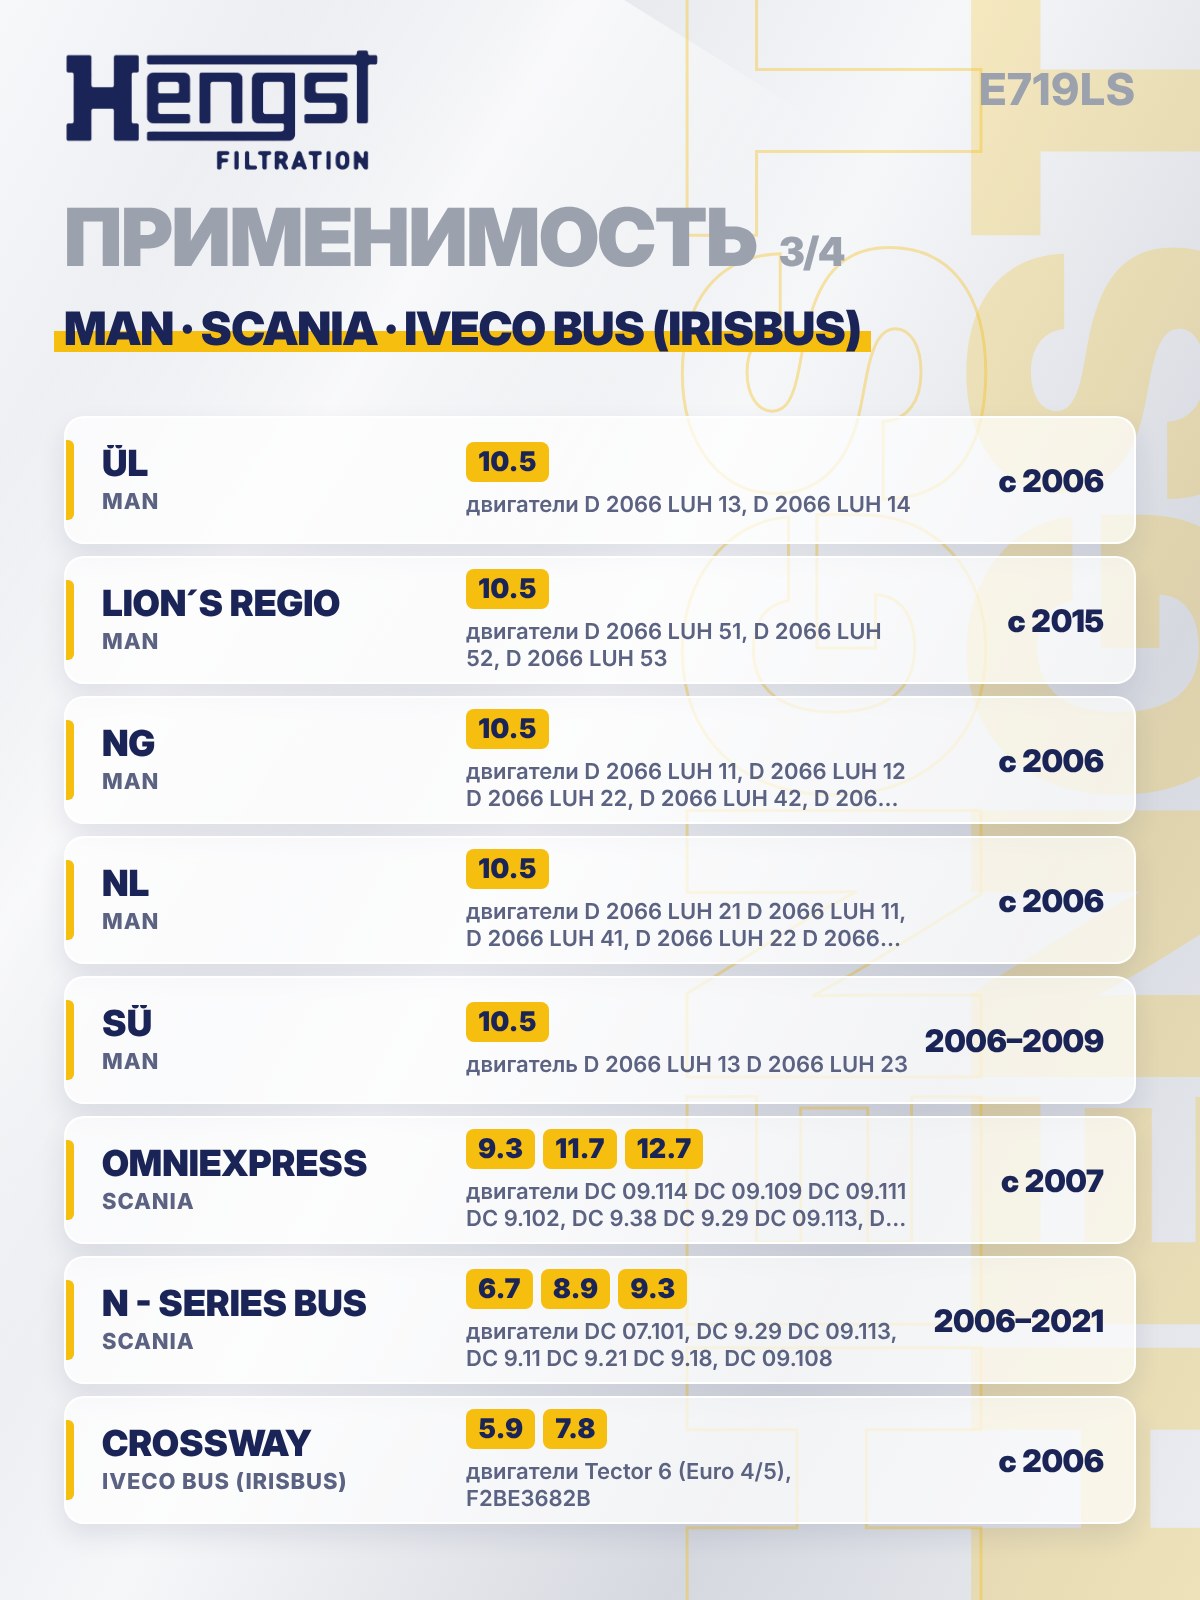 Hengst
FILTRATION
E719LS
ПРИМЕНИМОСТЬ 3/4
MAN · SCANIA · IVECO BUS (IRISBUS)
ÜL
MAN
10.5
двигатели D 2066 LUH 13, D 2066 LUH 14
с 2006
LION´S REGIO
MAN
10.5
двигатели D 2066 LUH 51, D 2066 LUH
52, D 2066 LUH 53
с 2015
NG
MAN
10.5
двигатели D 2066 LUH 11, D 2066 LUH 12
D 2066 LUH 22, D 2066 LUH 42, D 206...
с 2006
NL
MAN
10.5
двигатели D 2066 LUH 21 D 2066 LUH 11,
D 2066 LUH 41, D 2066 LUH 22 D 2066...
с 2006
SÜ
MAN
10.5
двигатель D 2066 LUH 13 D 2066 LUH 23
2006–2009
OMNIEXPRESS
SCANIA
9.3 11.7 12.7
двигатели DC 09.114 DC 09.109 DC 09.111
DC 9.102, DC 9.38 DC 9.29 DC 09.113, D...
с 2007
N - SERIES BUS
SCANIA
6.7 8.9 9.3
двигатели DC 07.101, DC 9.29 DC 09.113,
DC 9.11 DC 9.21 DC 9.18, DC 09.108
2006–2021
CROSSWAY
IVECO BUS (IRISBUS)
5.9 7.8
двигатели Tector 6 (Euro 4/5),
F2BE3682B
с 2006
HENGST